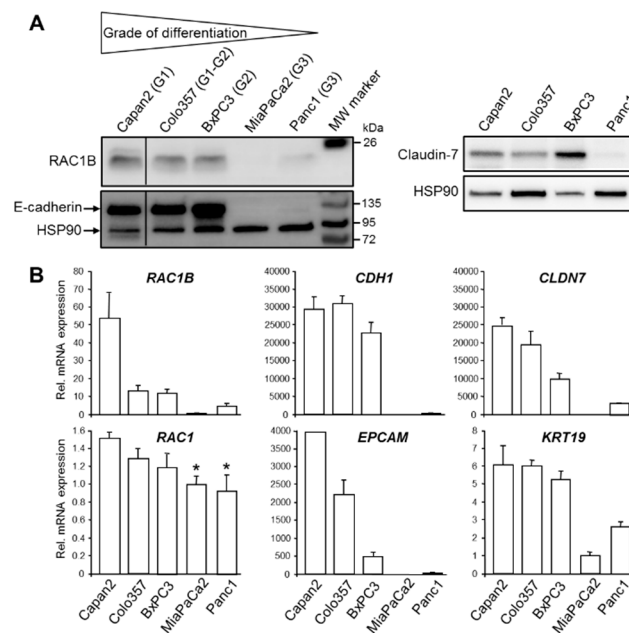 A
Grade of differentiation
Capan2 (G1)
Colo357 (G1-G2)
BxPC3 (G2)
MiaPaCa2 (G3)
Panc1 (G3)
MW marker
kDa
RAC1B
26
E-cadherin
135
95
HSP90
72
Capan2
Colo357
BxPC3
Panc1
Claudin-7
HSP90
B
RAC1B
Rel. mRNA expression
80
70
60
50
40
30
20
10
0
CDH1
40000
35000
30000
25000
20000
15000
10000
5000
0
CLDN7
40000
35000
30000
25000
20000
15000
10000
5000
0
RAC1
Rel. mRNA expression
1.6
1.4
1.2
1.0
0.8
0.6
0.4
0.2
0
* *
Capan2
Colo357
BxPC3
MiaPaCa2
Panc1
EPCAM
4000
3500
3000
2500
2000
1500
1000
500
0
Capan2
Colo357
BxPC3
MiaPaCa2
Panc1
KRT19
8
7
6
5
4
3
2
1
0
Capan2
Colo357
BxPC3
MiaPaCa2
Panc1